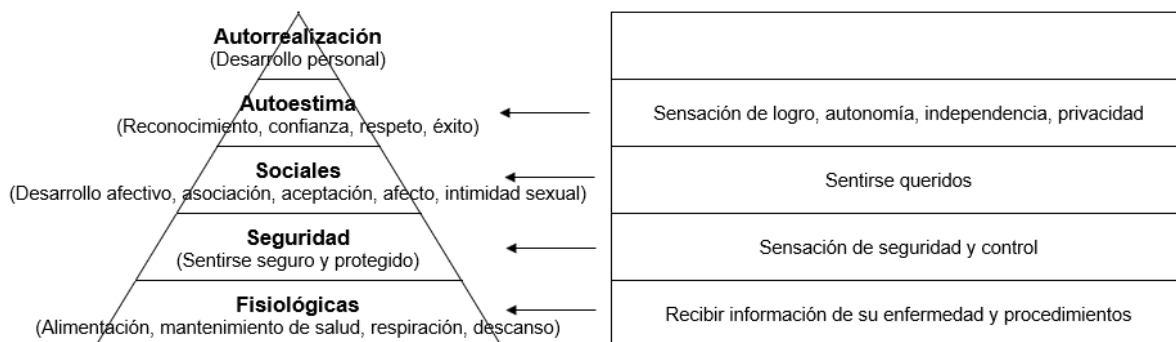 Autorrealización
(Desarrollo personal)
Autoestima
(Reconocimiento, confianza, respeto, éxito)
Sensación de logro, autonomía, independencia, privacidad
Sociales
(Desarrollo afectivo, asociación, aceptación, afecto, intimidad sexual)
Sentirse queridos
Seguridad
(Sentirse seguro y protegido)
Sensación de seguridad y control
Fisiológicas
(Alimentación, mantenimiento de salud, respiración, descanso)
Recibir información de su enfermedad y procedimientos